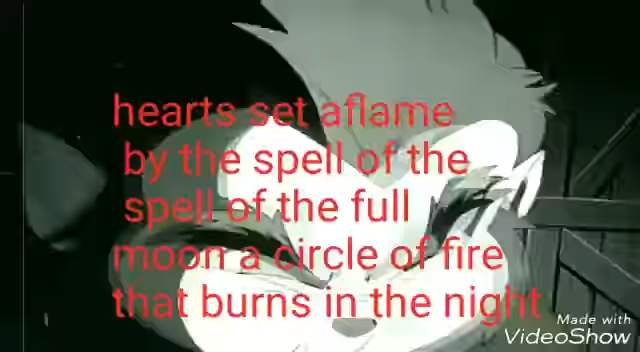 hearts set aflame
by the spell of the
spell of the full
moon a circle of fire
that burns in the night
Made with
VideoShow